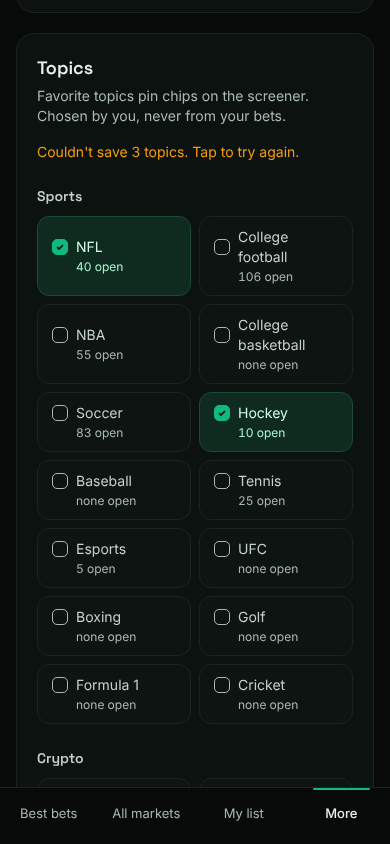 Topics
Favorite topics pin chips on the screener.
Chosen by you, never from your bets.
Couldn't save 3 topics. Tap to try again.
Sports
NFL
40 open
College
football
106 open
NBA
55 open
College
basketball
none open
Soccer
83 open
Hockey
10 open
Baseball
none open
Tennis
25 open
Esports
5 open
UFC
none open
Boxing
none open
Golf
none open
Formula 1
none open
Cricket
none open
Crypto
Best bets
All markets
My list
More